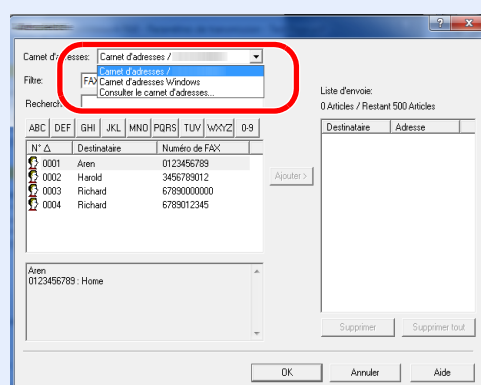 Carnet d'adresses: Carnet d'adresses /
Carnet d'adresses /
Carnet d'adresses Windows
Consulter le carnet d'adresses...
Filtre: FAX
Recherch
ABC DEF GHI JKL MNO PQRS TUV WXYZ 0-9
N° △ Destinataire Numéro de FAX
0001 Aren 0123456789
0002 Harold 3456789012
0003 Richard 67890000000
0004 Richard 6789012345
Ajouter >
Liste d'envoie:
0 Articles / Restant 500 Articles
Destinataire Adresse
Aren
0123456789 : Home
Supprimer Supprimer tout
OK Annuler Aide